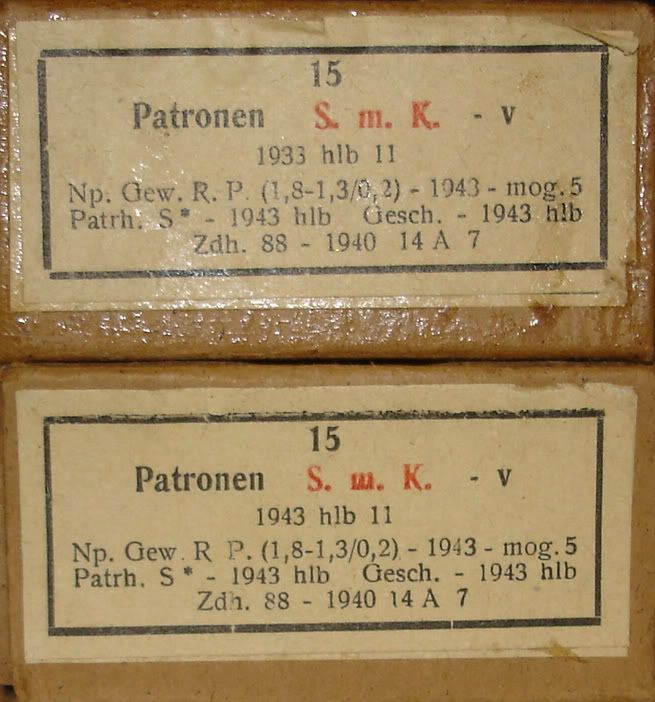 15
Patronen S. m. K. - v
1933 hlb 11
Np. Gew. R. P. (1,8-1,3/0,2) - 1943 - mog. 5
Patrh. S* - 1943 hlb Gesch. - 1943 hlb
Zdh. 88 - 1940 14 A 7
15
Patronen S. m. K. - v
1943 hlb 11
Np. Gew. R P. (1,8-1,3/0,2) - 1943 - mog. 5
Patrh. S* - 1943 hlb Gesch. - 1943 hlb
Zdh. 88 - 1940 14 A 7